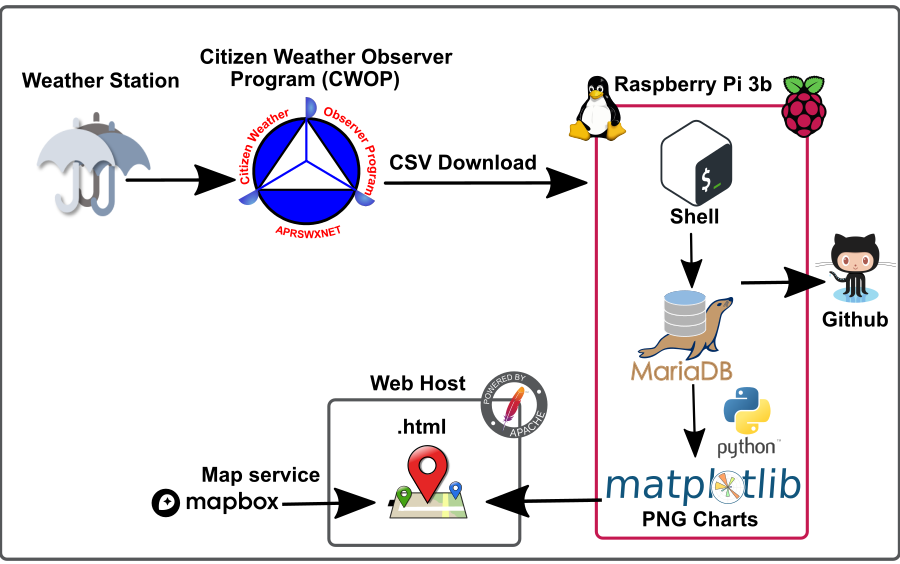 Citizen Weather Observer
Program (CWOP)
Weather Station
Citizen Weather Observer Program
APRSWXNET
CSV Download
Raspberry Pi 3b
$_
Shell
MariaDB
Github
python™
matplotlib
PNG Charts
Web Host
POWERED BY
APACHE
.html
Map service
mapbox